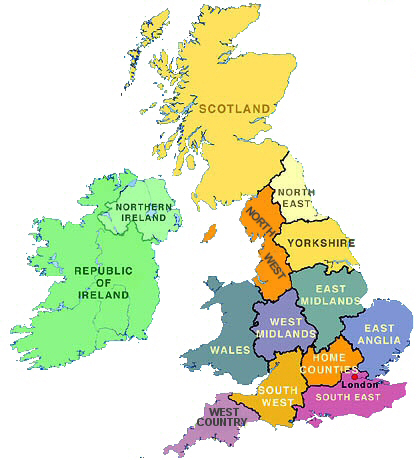 SCOTLAND
NORTH
EAST
NORTHERN
IRELAND
NORTH
WEST
YORKSHIRE
REPUBLIC
OF
IRELAND
EAST
MIDLANDS
WEST
MIDLANDS
EAST
ANGLIA
WALES
HOME
COUNTIES
London
SOUTH
WEST
SOUTH EAST
WEST
COUNTRY